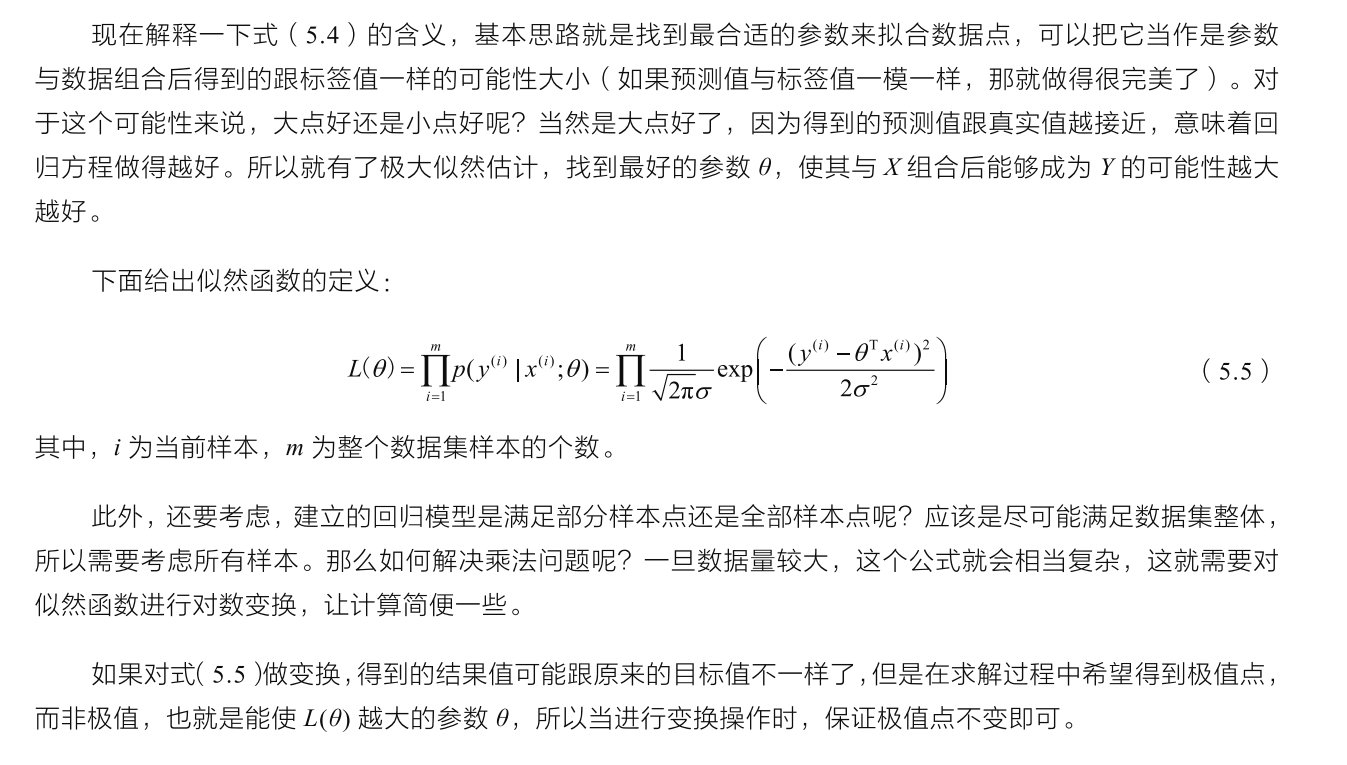 现在解释一下式（5.4）的含义，基本思路就是找到最合适的参数来拟合数据点，可以把它当作是参数
与数据组合后得到的跟标签值一样的可能性大小（如果预测值与标签值一模一样，那就做得很完美了）。对
于这个可能性来说，大点好还是小点好呢？当然是大点好了，因为得到的预测值跟真实值越接近，意味着回
归方程做得越好。所以就有了极大似然估计，找到最好的参数 θ，使其与 X 组合后能够成为 Y 的可能性越大
越好。
下面给出似然函数的定义：
L(θ) = ∏_{i=1}^{m} p(y^{(i)} | x^{(i)};θ) = ∏_{i=1}^{m} \frac{1}{\sqrt{2π}σ} exp(-\frac{(y^{(i)} - θ^T x^{(i)})^2}{2σ^2}) （5.5）
其中，i 为当前样本，m 为整个数据集样本的个数。
此外，还要考虑，建立的回归模型是满足部分样本点还是全部样本点呢？应该是尽可能满足数据集整体，
所以需要考虑所有样本。那么如何解决乘法问题呢？一旦数据量较大，这个公式就会相当复杂，这就需要对
似然函数进行对数变换，让计算简便一些。
如果对式（5.5）做变换，得到的结果值可能跟原来的目标值不一样了，但是在求解过程中希望得到极值点，
而非极值，也就是能使 L(θ) 越大的参数 θ，所以当进行变换操作时，保证极值点不变即可。